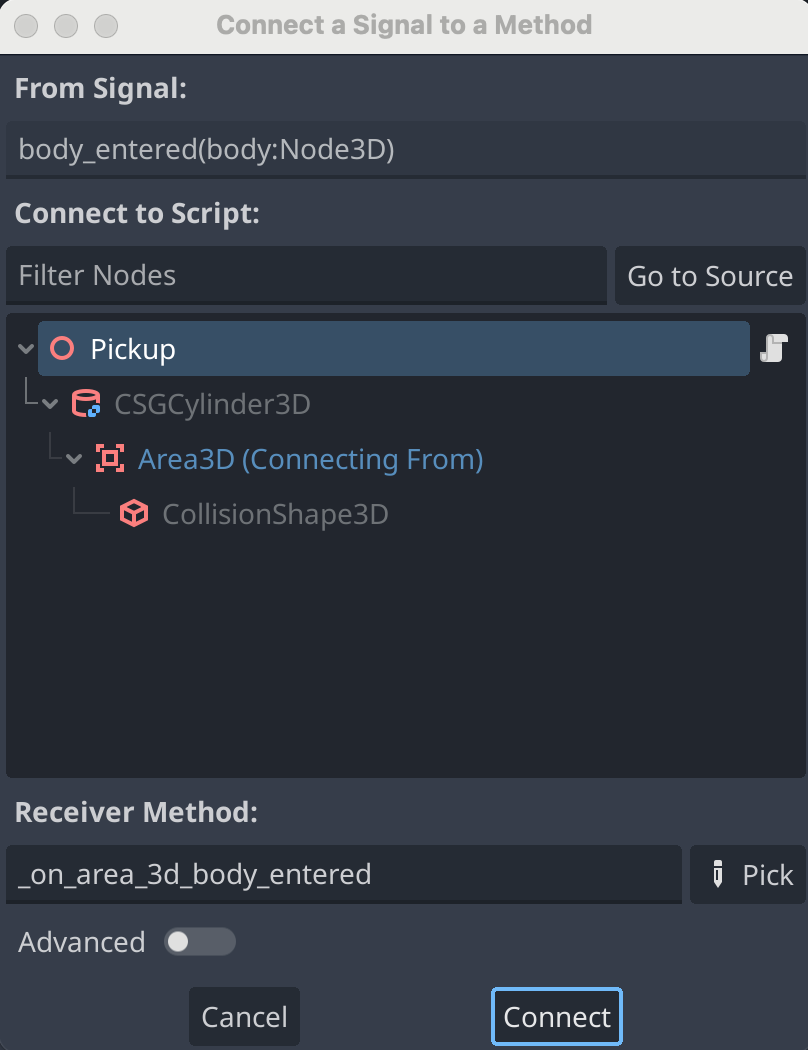 Connect a Signal to a Method
From Signal:
body_entered(body:Node3D)
Connect to Script:
Filter Nodes
Go to Source
Pickup
CSGCylinder3D
Area3D (Connecting From)
CollisionShape3D
Receiver Method:
_on_area_3d_body_entered
Pick
Advanced
Cancel
Connect